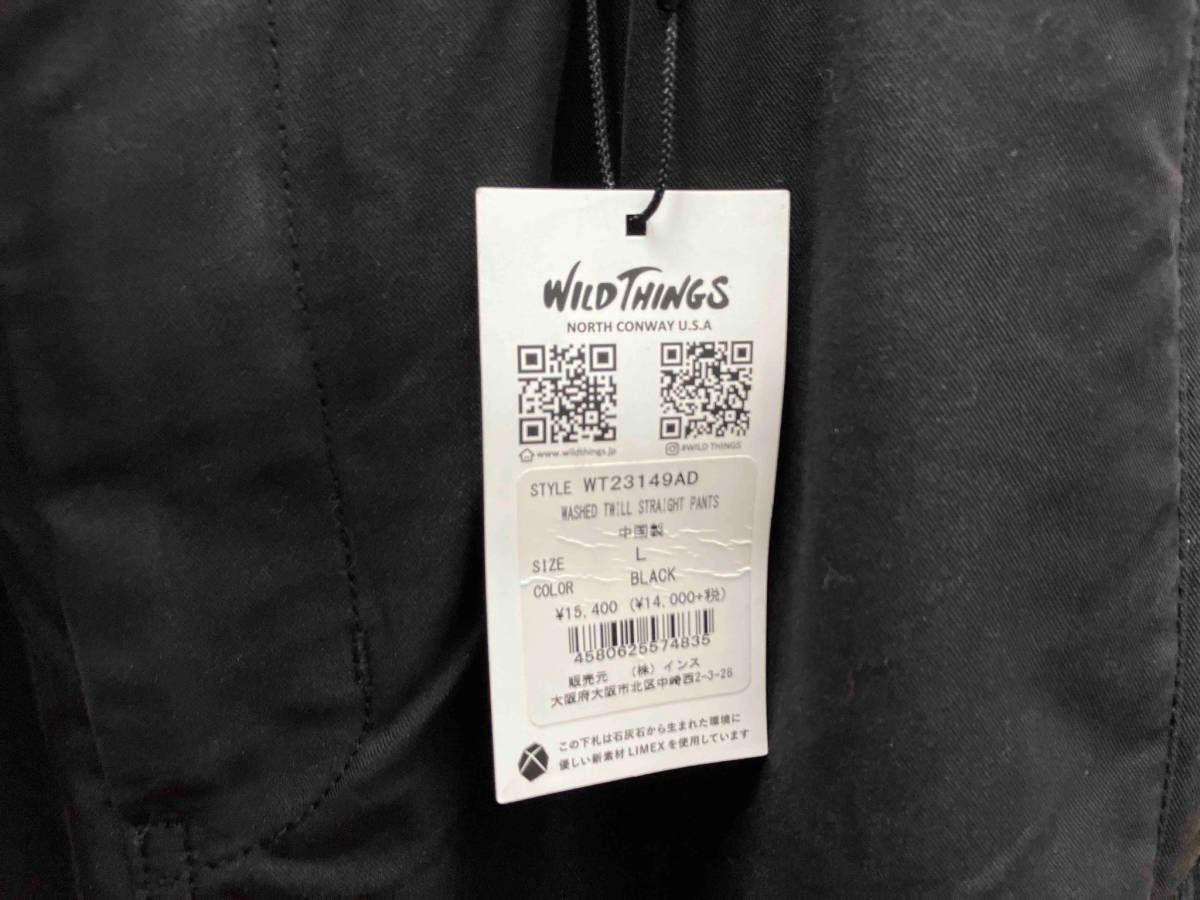 WILD THINGS
NORTH CONWAY U.S.A
www.wildthings.jp
#WILD THINGS
STYLE WT23149AD
WASHED TWILL STRAIGHT PANTS
中国製
SIZE L
COLOR BLACK
¥15,400 (¥14,000+税)
4580625574835
販売元 (株)インス
大阪府大阪市北区中崎西2-3-26
この下札は石灰石から生まれた環境に
優しい新素材 LIMEX を使用しています